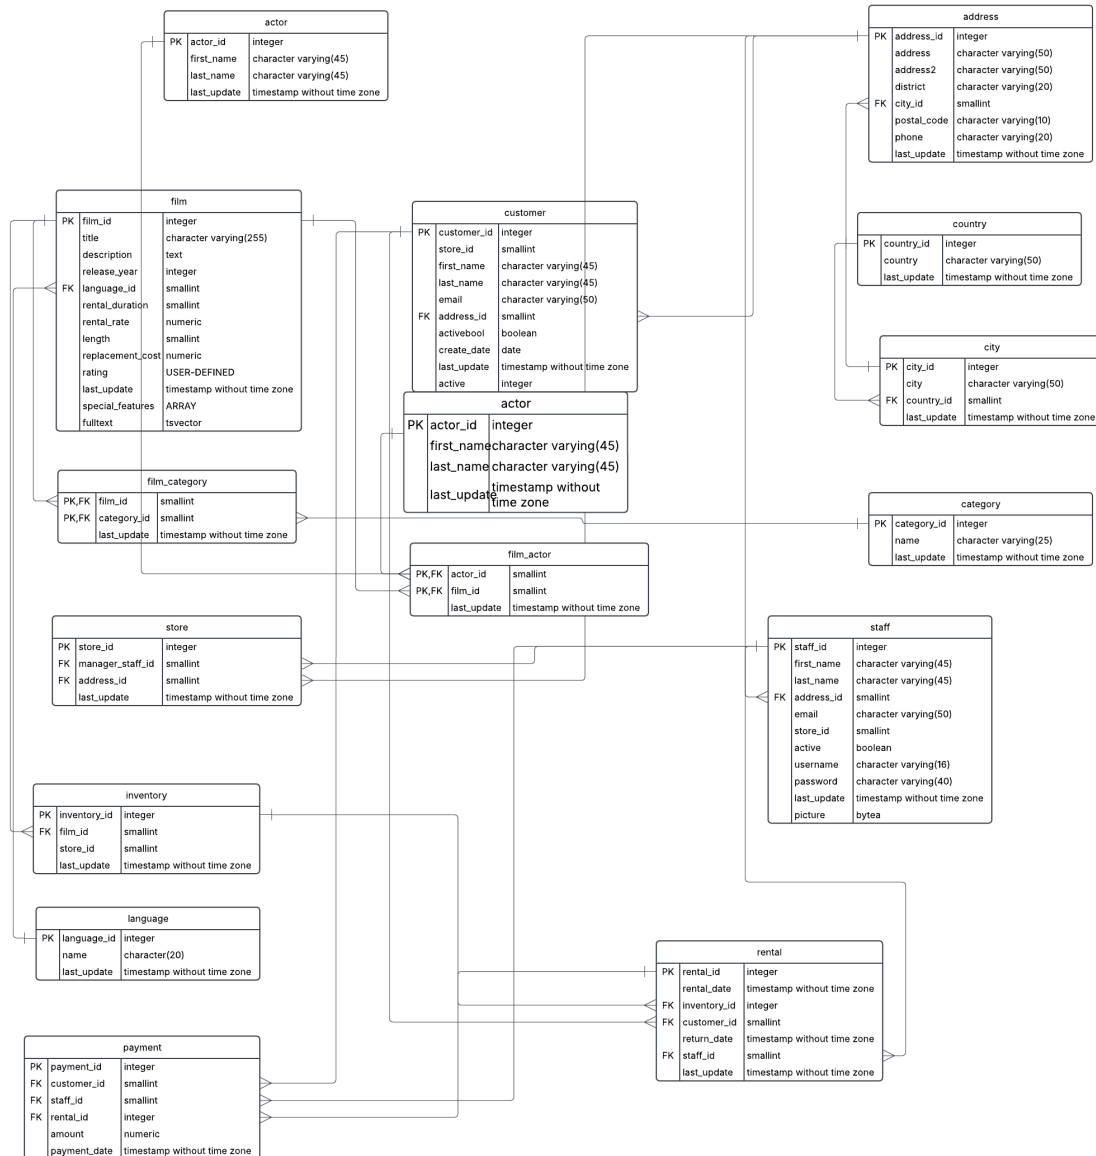 actor
PK actor_id integer
first_name character varying(45)
last_name character varying(45)
last_update timestamp without time zone
address
PK address_id integer
address character varying(50)
address2 character varying(50)
district character varying(20)
FK city_id smallint
postal_code character varying(10)
phone character varying(20)
last_update timestamp without time zone
film
PK film_id integer
title character varying(255)
description text
release_year integer
FK language_id smallint
rental_duration smallint
rental_rate numeric
length smallint
replacement_cost numeric
rating USER-DEFINED
last_update timestamp without time zone
special_features ARRAY
fulltext tsvector
customer
PK customer_id integer
store_id smallint
first_name character varying(45)
last_name character varying(45)
email character varying(50)
FK address_id smallint
activebool boolean
create_date date
last_update timestamp without time zone
active integer
country
PK country_id integer
country character varying(50)
last_update timestamp without time zone
city
PK city_id integer
city character varying(50)
FK country_id smallint
last_update timestamp without time zone
actor
PK actor_id integer
first_name character varying(45)
last_name character varying(45)
last_update timestamp without
time zone
film_category
PK,FK film_id smallint
PK,FK category_id smallint
last_update timestamp without time zone
category
PK category_id integer
name character varying(25)
last_update timestamp without time zone
film_actor
PK,FK actor_id smallint
PK,FK film_id smallint
last_update timestamp without time zone
store
PK store_id integer
FK manager_staff_id smallint
FK address_id smallint
last_update timestamp without time zone
staff
PK staff_id integer
first_name character varying(45)
last_name character varying(45)
FK address_id smallint
email character varying(50)
store_id smallint
active boolean
username character varying(16)
password character varying(40)
last_update timestamp without time zone
picture bytea
inventory
PK inventory_id integer
FK film_id smallint
store_id smallint
last_update timestamp without time zone
language
PK language_id integer
name character(20)
last_update timestamp without time zone
rental
PK rental_id integer
rental_date timestamp without time zone
FK inventory_id integer
FK customer_id smallint
return_date timestamp without time zone
FK staff_id smallint
last_update timestamp without time zone
payment
PK payment_id integer
FK customer_id smallint
FK staff_id smallint
FK rental_id integer
amount numeric
payment_date timestamp without time zone